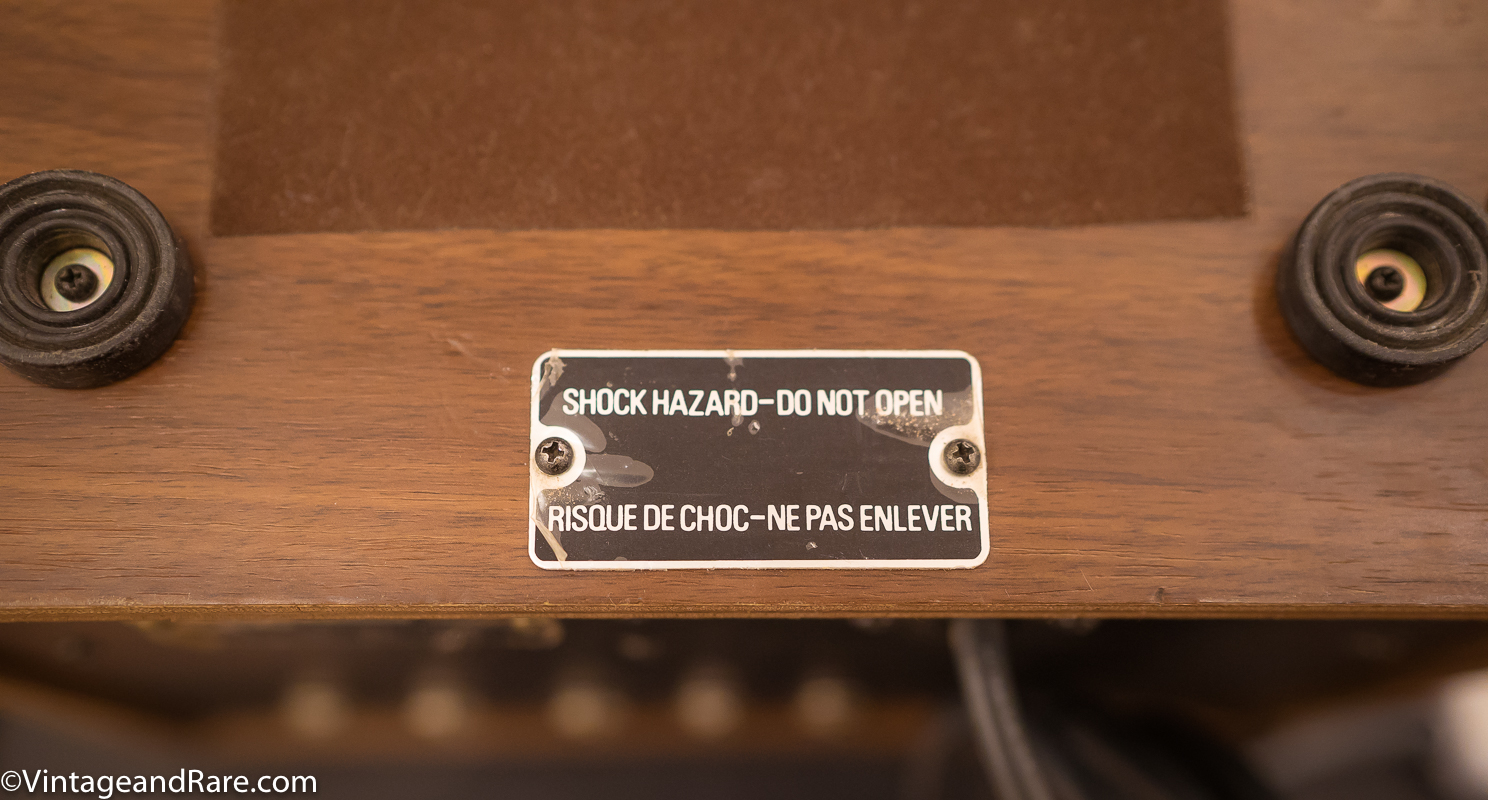 SHOCK HAZARD-DO NOT OPEN
RISQUE DE CHOC-NE PAS ENLEVER
©VintageandRare.com